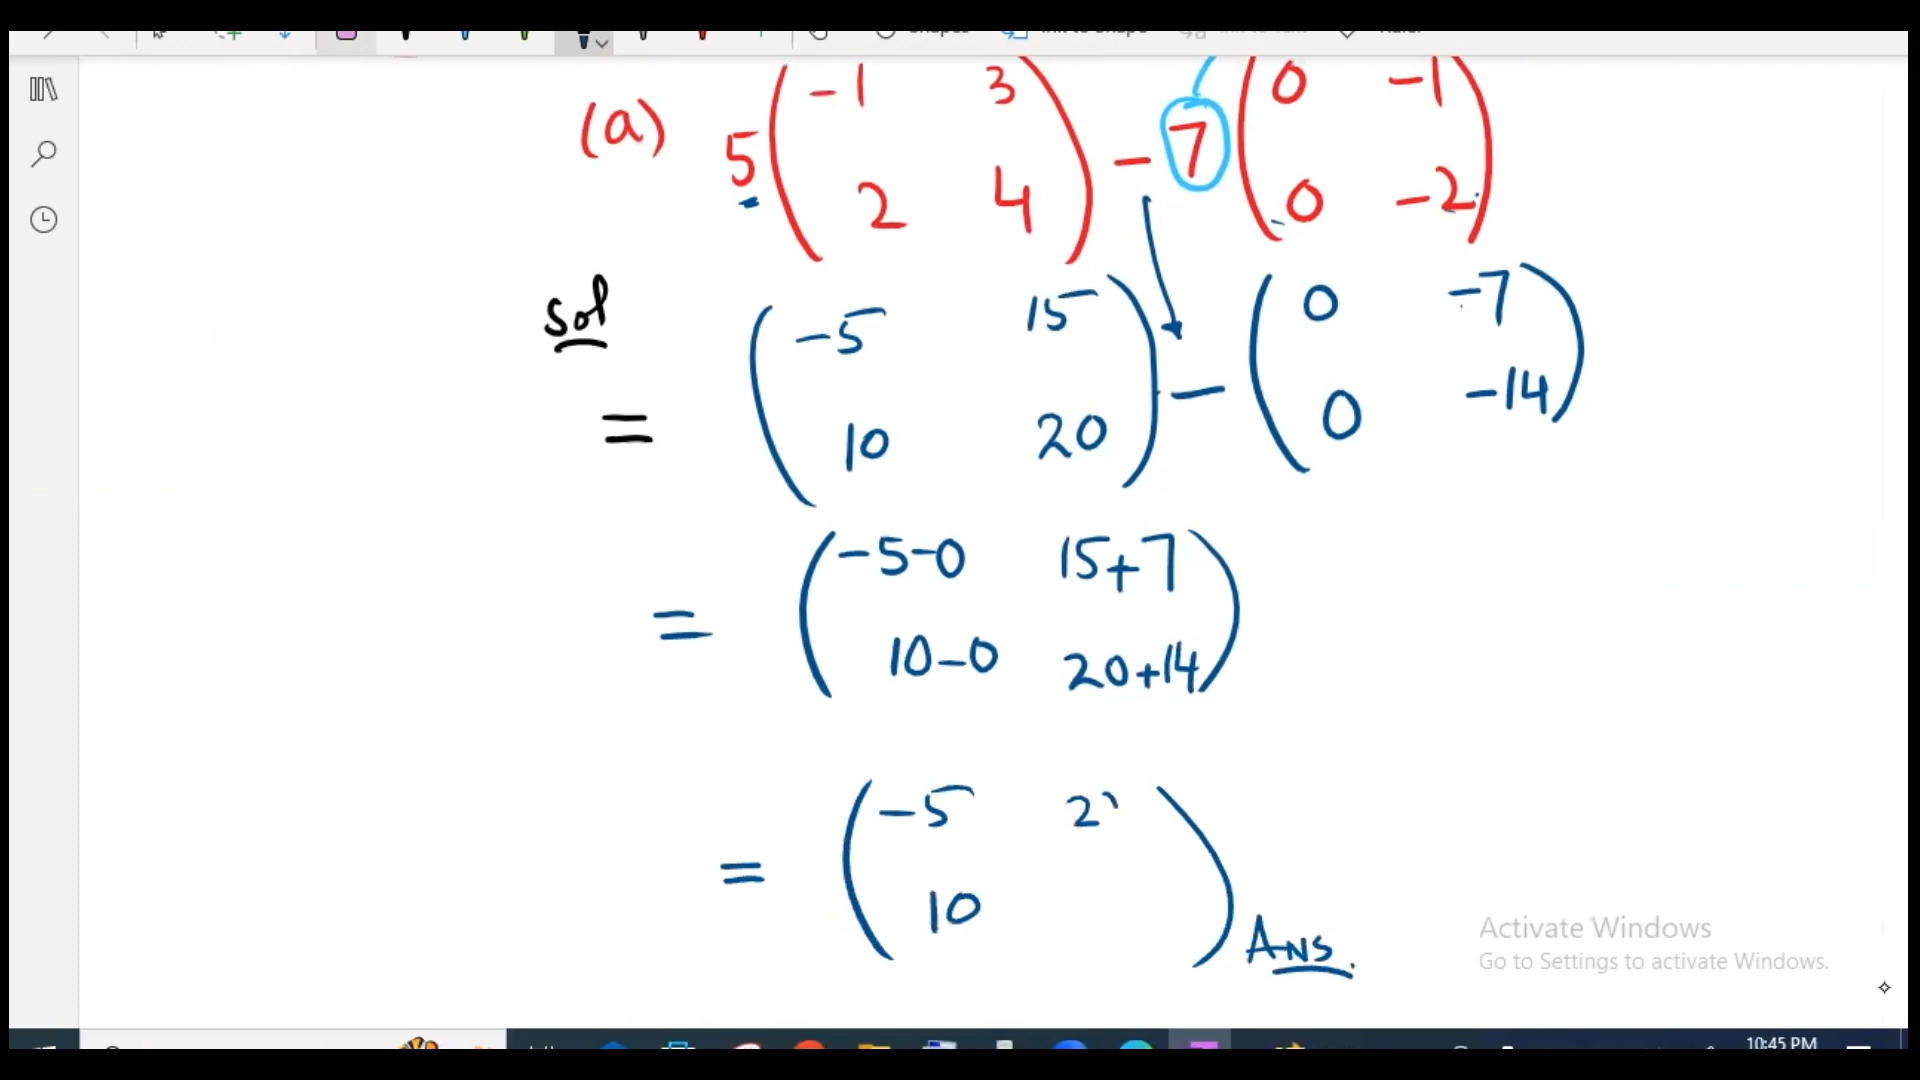 (a) 5 ( -1 3 ) - 7 ( 0 -1 )
( 2 4 ) ( 0 -2 )
Sol
= ( -5 15 ) - ( 0 -7 )
( 10 20 ) ( 0 -14 )
= ( -5-0 15+7 )
( 10-0 20+14 )
= ( -5 2 )
( 10 ) ANS.
Activate Windows
Go to Settings to activate Windows.
10:45 PM